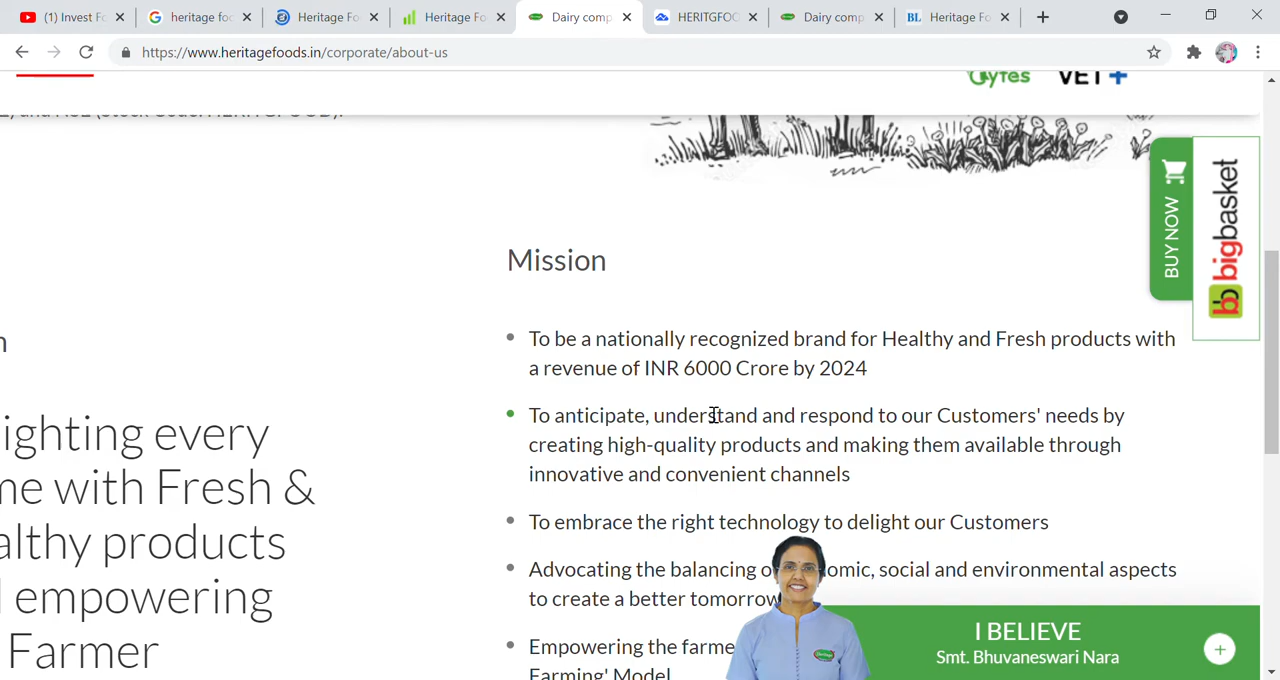 (1) Invest Fo
heritage foo
Heritage Fo
Heritage Fo
Dairy comp
HERITGFOO
Dairy comp
BL
Heritage Fo
https://www.heritagefoods.in/corporate/about-us
VET+
Mission
To be a nationally recognized brand for Healthy and Fresh products with
a revenue of INR 6000 Crore by 2024
To anticipate, understand and respond to our Customers' needs by
creating high-quality products and making them available through
innovative and convenient channels
To embrace the right technology to delight our Customers
Advocating the balancing o omic, social and environmental aspects
to create a better tomorrow
Empowering the farme
Farming' Model
n
ighting every
me with Fresh &
althy products
empowering
Farmer
BUY NOW
bb bigbasket
I BELIEVE
Smt. Bhuvaneswari Nara